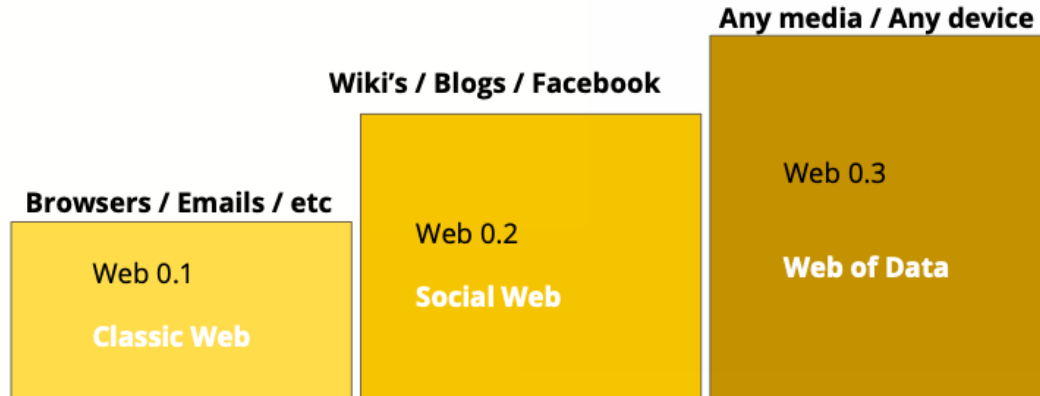 Browsers / Emails / etc
Web 0.1
Classic Web
Wiki's / Blogs / Facebook
Web 0.2
Social Web
Any media / Any device
Web 0.3
Web of Data